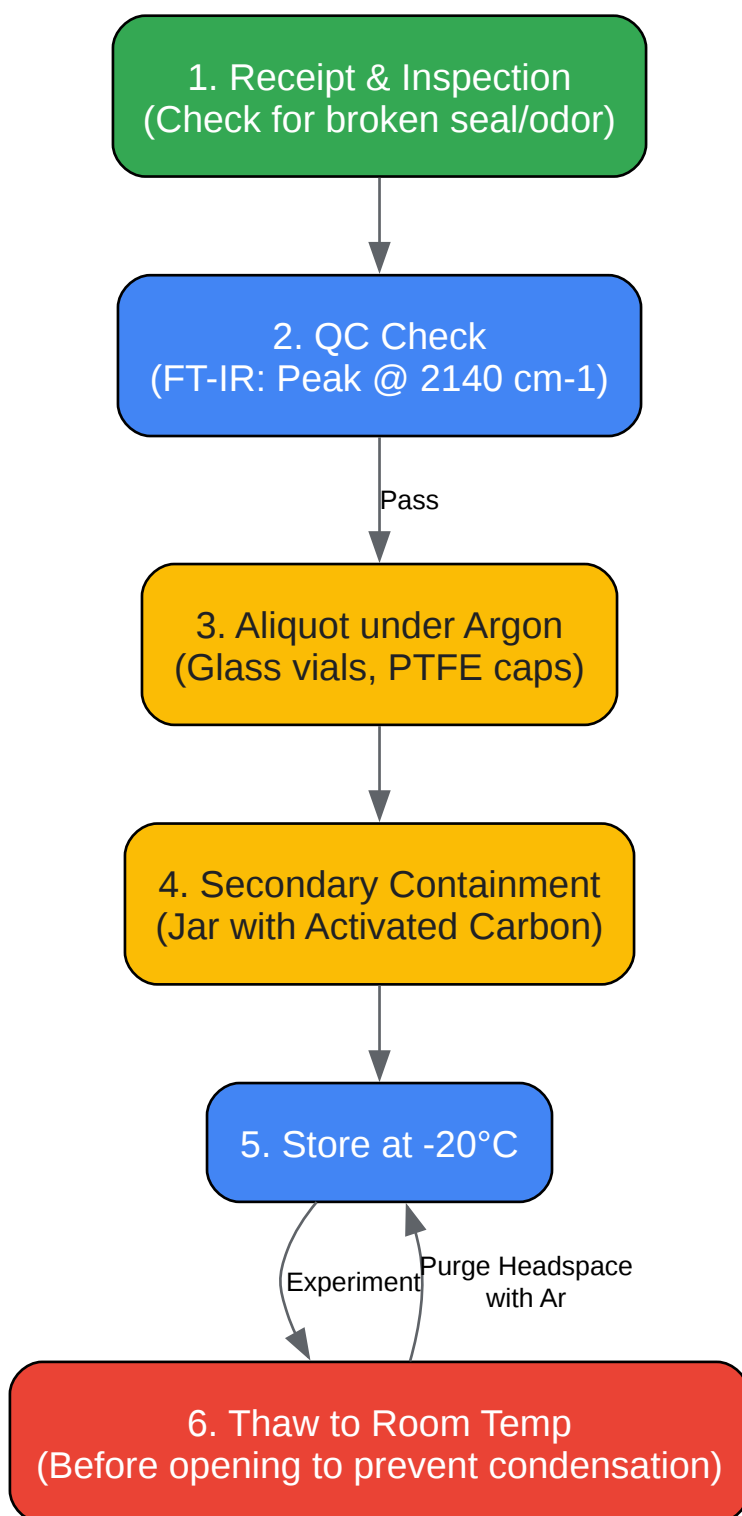 1. Receipt & Inspection
(Check for broken seal/odor)
2. QC Check
(FT-IR: Peak @ 2140 cm-1)
Pass
3. Aliquot under Argon
(Glass vials, PTFE caps)
4. Secondary Containment
(Jar with Activated Carbon)
5. Store at -20°C
Experiment
Purge Headspace
with Ar
6. Thaw to Room Temp
(Before opening to prevent condensation)